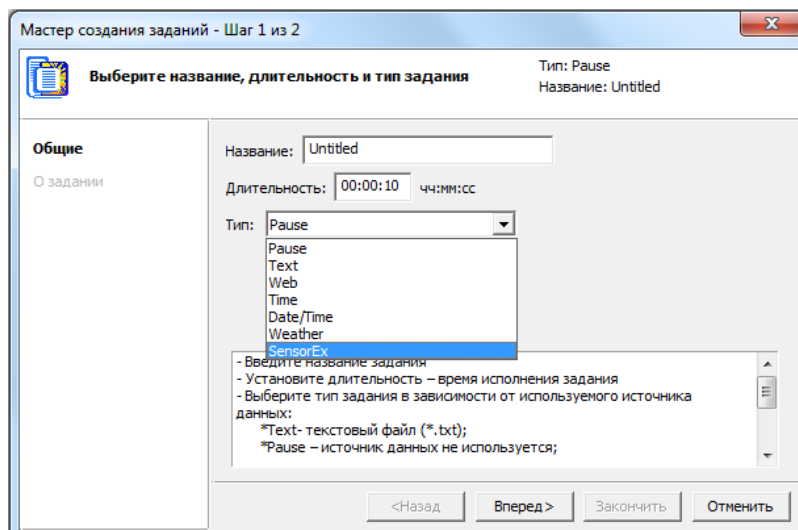 Мастер создания заданий - Шаг 1 из 2
Выберите название, длительность и тип задания
Тип: Pause
Название: Untitled
Общие
О задании
Название: Untitled
Длительность: 00:00:10 чч:мм:сс
Тип: Pause
Pause
Text
Web
Time
Date/Time
Weather
SensorEx
- Введите название задания
- Установите длительность – время исполнения задания
- Выберите тип задания в зависимости от используемого источника
данных:
*Text- текстовый файл (*.txt);
*Pause – источник данных не используется;
<Назад
Вперед>
Закончить
Отменить